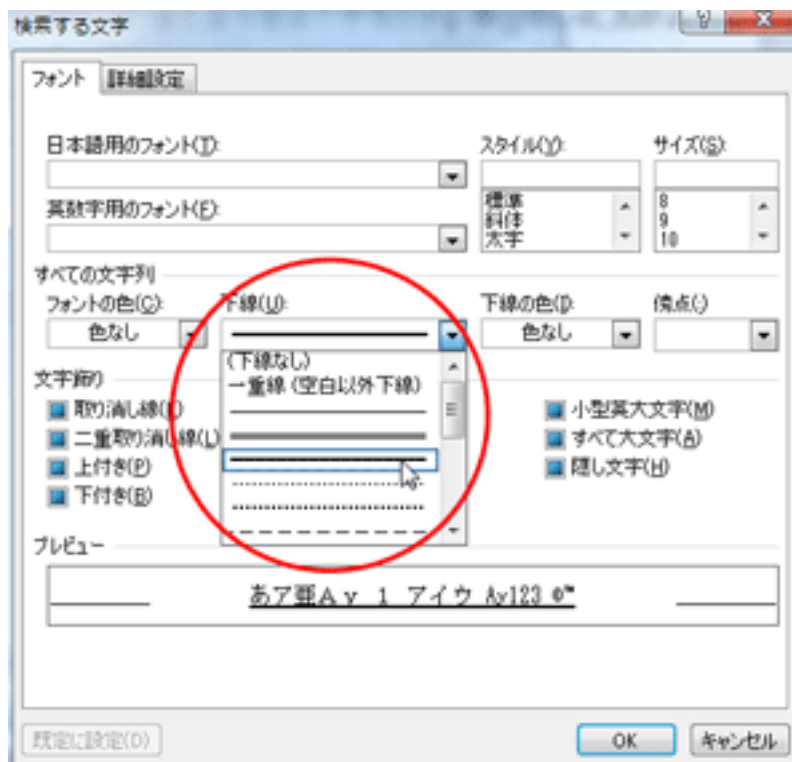 検索する文字
フォント 詳細設定
日本語用のフォント(T): スタイル(Y): サイズ(S):
英数字用のフォント(F):
標準
斜体
太字
8
9
10
すべての文字列
フォントの色(C): 下線(U): 下線の色(I): 傍点(·)
色なし 色なし
(下線なし)
一重線 (空白以外下線)
文字飾り
取り消し線(K) 小型英大文字(M)
二重取り消し線(L) すべて大文字(A)
上付き(P) 隠し文字(H)
下付き(B)
プレビュー
あア亜Ay 1 アイウ Ay123 ©™
既定に設定(D) OK キャンセル